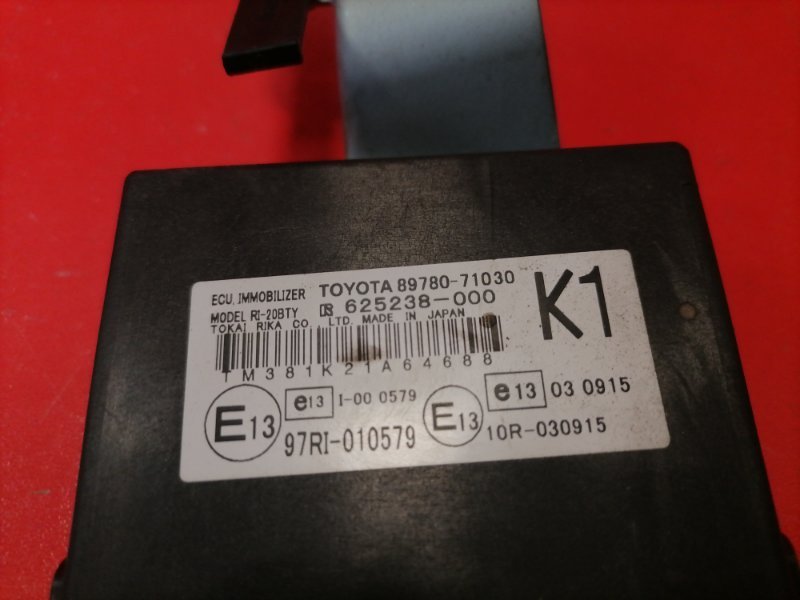 ECU, IMMOBILIZER TOYOTA 89780-71030
MODEL RI-20BTY 625238-000
TOKAI RIKA CO., LTD. MADE IN JAPAN
K1
TM381K21A64688
E13 e13 I-00 0579
97RI-010579
E13 e13 03 0915
10R-030915